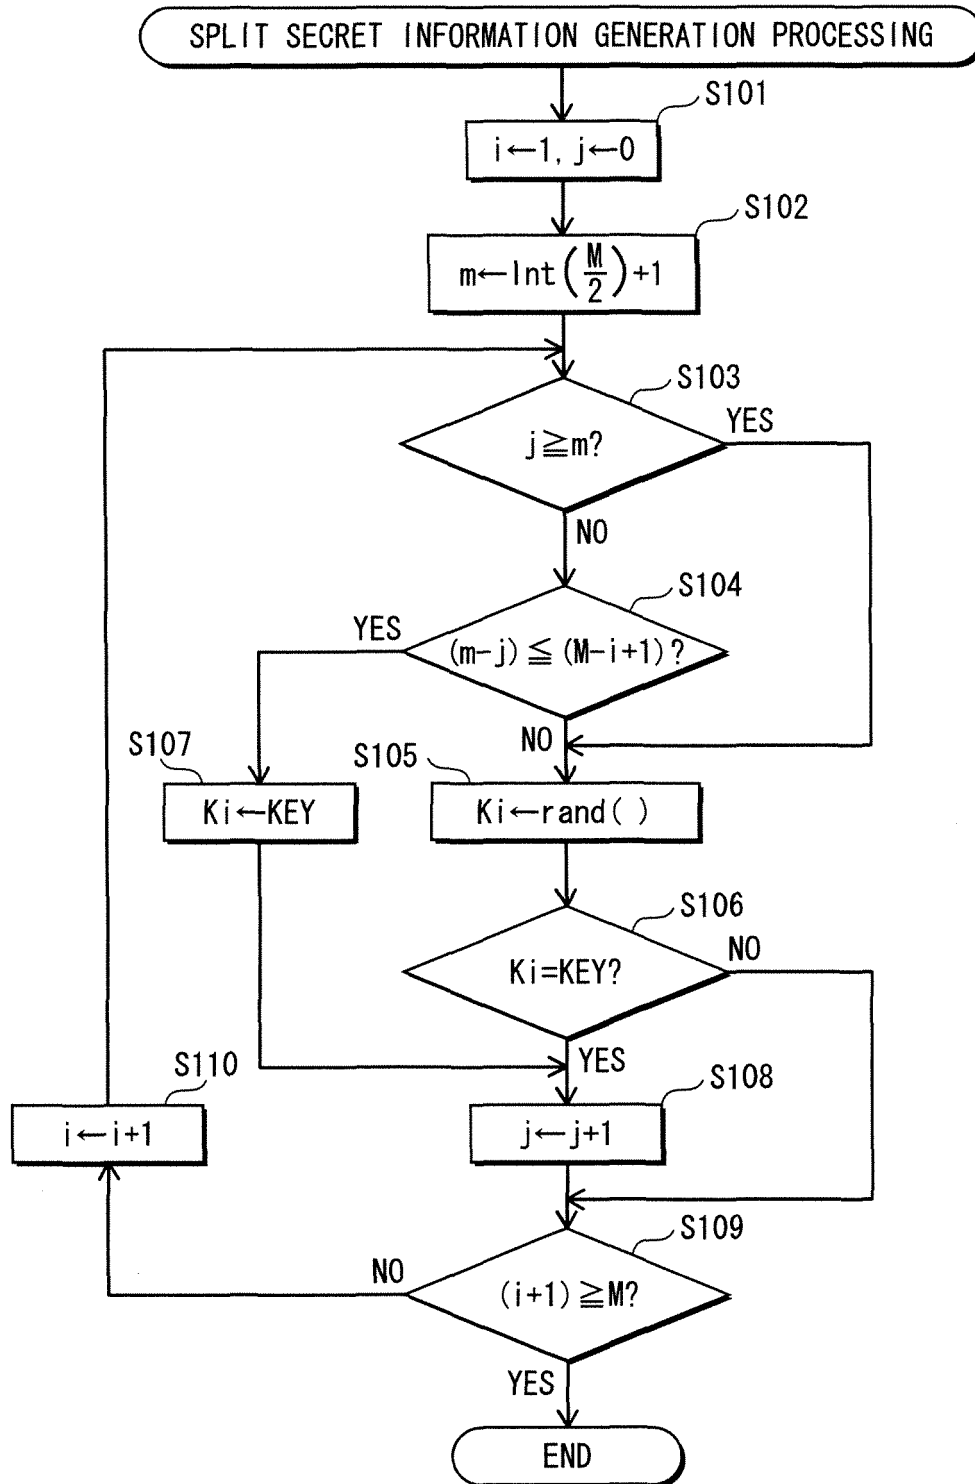 SPLIT SECRET INFORMATION GENERATION PROCESSING
S101
i←1, j←0
S102
m←Int(M/2)+1
S103
j≧m?
YES
NO
S104
YES
(m-j)≦(M-i+1)?
NO
S107
S105
Ki←KEY
Ki←rand( )
S106
NO
Ki=KEY?
YES
S110
S108
i←i+1
j←j+1
S109
NO
(i+1)≧M?
YES
END